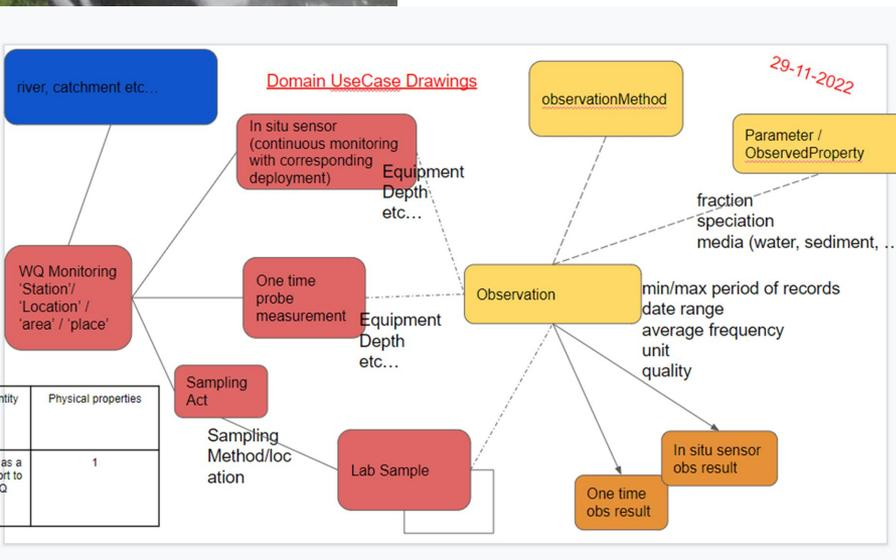 Domain UseCase Drawings
29-11-2022
river, catchment etc...
observationMethod
In situ sensor
(continuous monitoring
with corresponding
deployment)
Equipment
Depth
etc...
Parameter /
ObservedProperty
fraction
speciation
media (water, sediment, ...
WQ Monitoring
‘Station’/
‘Location’ /
‘area’ / ‘place’
One time
probe
measurement
Equipment
Depth
etc...
Observation
min/max period of records
date range
average frequency
unit
quality
Sampling
Act
Sampling
Method/loc
ation
Lab Sample
In situ sensor
obs result
One time
obs result
ntity
Physical properties
as a
ort to
Q
1